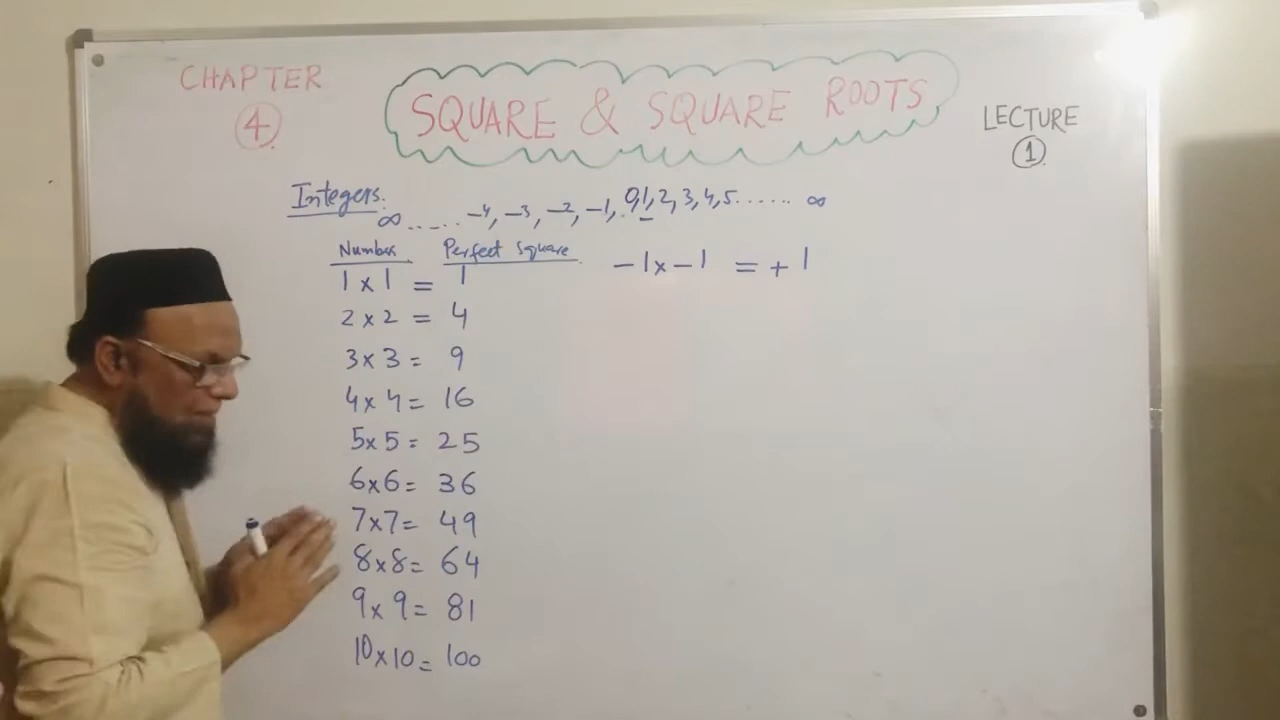 CHAPTER
4
SQUARE & SQUARE ROOTS
LECTURE
1
Integers.
∞ ...... -4, -3, -2, -1, 0, 1, 2, 3, 4, 5...... ∞
Number Perfect Square
1 x 1 = 1
-1 x -1 = +1
2 x 2 = 4
3 x 3 = 9
4 x 4 = 16
5 x 5 = 25
6 x 6 = 36
7 x 7 = 49
8 x 8 = 64
9 x 9 = 81
10 x 10 = 100